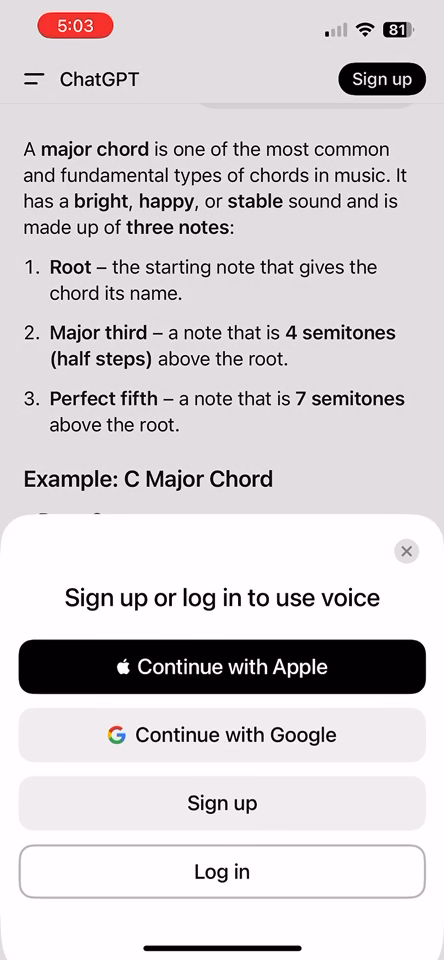 5:03
81
ChatGPT
Sign up
A major chord is one of the most common
and fundamental types of chords in music. It
has a bright, happy, or stable sound and is
made up of three notes:
1. Root – the starting note that gives the
chord its name.
2. Major third – a note that is 4 semitones
(half steps) above the root.
3. Perfect fifth – a note that is 7 semitones
above the root.
Example: C Major Chord
Sign up or log in to use voice
Continue with Apple
Continue with Google
Sign up
Log in